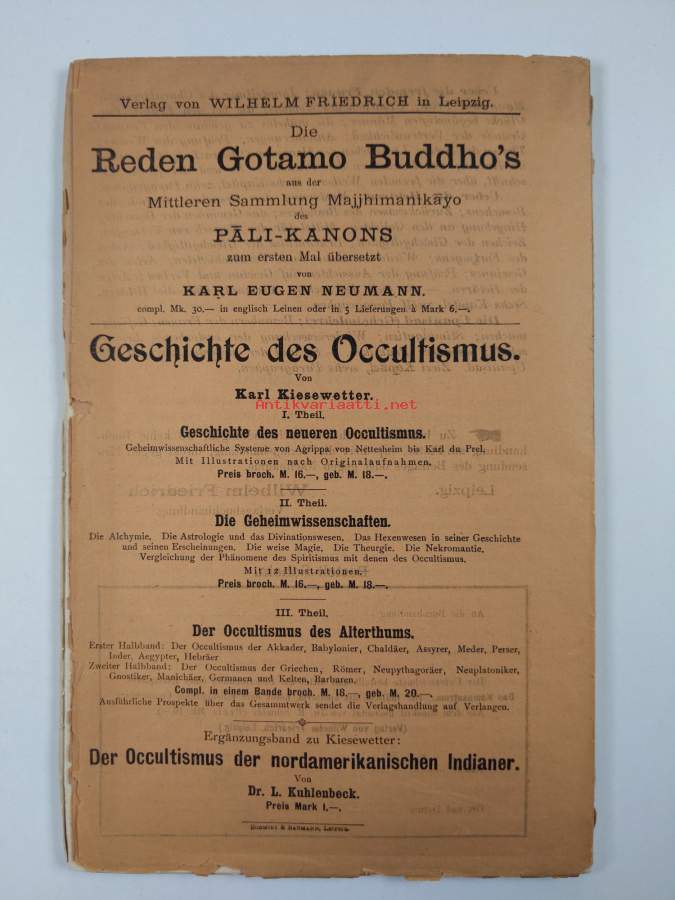 Verlag von WILHELM FRIEDRICH in Leipzig.
Die
Reden Gotamo Buddho's
aus der
Mittleren Sammlung Majjhimanikāyo
des
PĀLI-KANONS
zum ersten Mal übersetzt
von
KARL EUGEN NEUMANN.
compl. Mk. 30.— in englisch Leinen oder in 5 Lieferungen à Mark 6.—.
Geschichte des Occultismus.
Von
Karl Kiesewetter.
Antikvariaatti.net
I. Theil.
Geschichte des neueren Occultismus.
Geheimwissenschaftliche Systeme von Agrippa von Nettesheim bis Karl du Prel.
Mit Illustrationen nach Originalaufnahmen.
Preis broch. M. 16.—, geb. M. 18.—.
Wilhelm Friedrich
Leipzig.
II. Theil.
Die Geheimwissenschaften.
Die Alchymie. Die Astrologie und das Divinationswesen. Das Hexenwesen in seiner Geschichte
und seinen Erscheinungen. Die weise Magie. Die Theurgie. Die Nekromantie.
Vergleichung der Phänomene des Spiritismus mit denen des Occultismus.
Mit 12 Illustrationen.
Preis broch. M. 16.—, geb. M. 18.—.
III. Theil.
Der Occultismus des Alterthums.
Erster Halbband: Der Occultismus der Akkader, Babylonier, Chaldäer, Assyrer, Meder, Perser,
Inder, Aegypter, Hebräer
Zweiter Halbband: Der Occultismus der Griechen, Römer, Neupythagoräer, Neuplatoniker,
Gnostiker, Manichäer, Germanen und Kelten, Barbaren.
Compl. in einem Bande broch. M. 18.—, geb. M. 20.—.
Ausführliche Prospekte über das Gesammtwerk sendet die Verlagshandlung auf Verlangen.
Ergänzungsband zu Kiesewetter:
Der Occultismus der nordamerikanischen Indianer.
Von
Dr. L. Kuhlenbeck.
Preis Mark 1.—.
& BAUMANN, LEIPZIG.